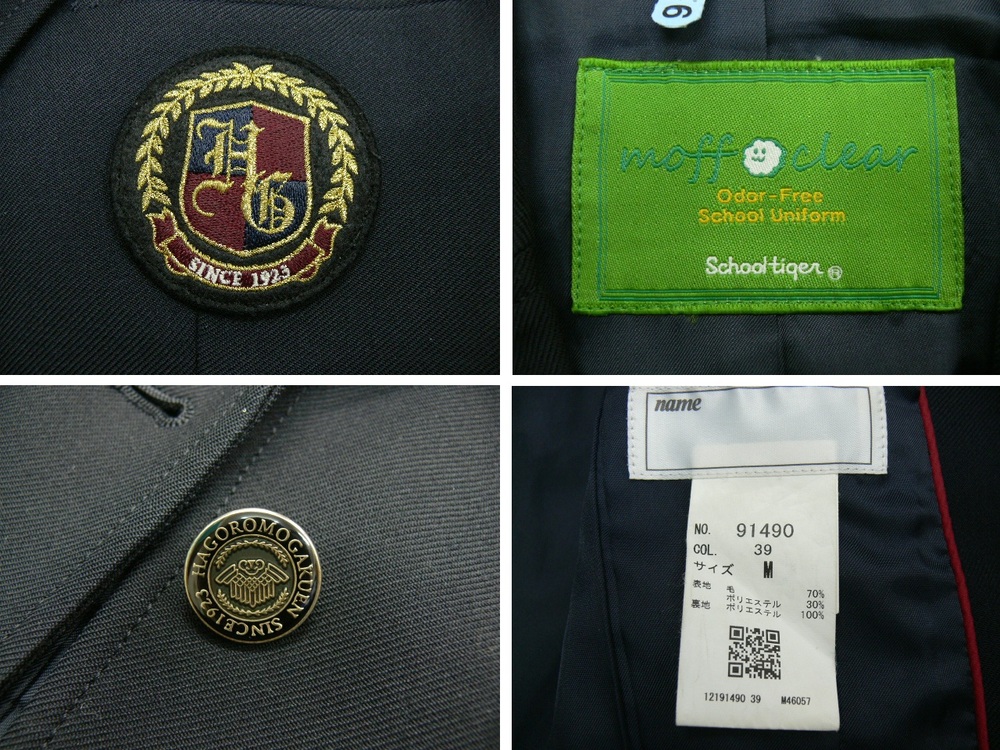 HG
SINCE 1923
9
moff clear
Odor-Free
School Uniform
Schooltiger ®
HAGOROMOGAKUEN SINCE1923
name
NO. 91490
COL. 39
サイズ M
表地 毛 70%
ポリエステル 30%
裏地 ポリエステル 100%
12191490 39 M46057